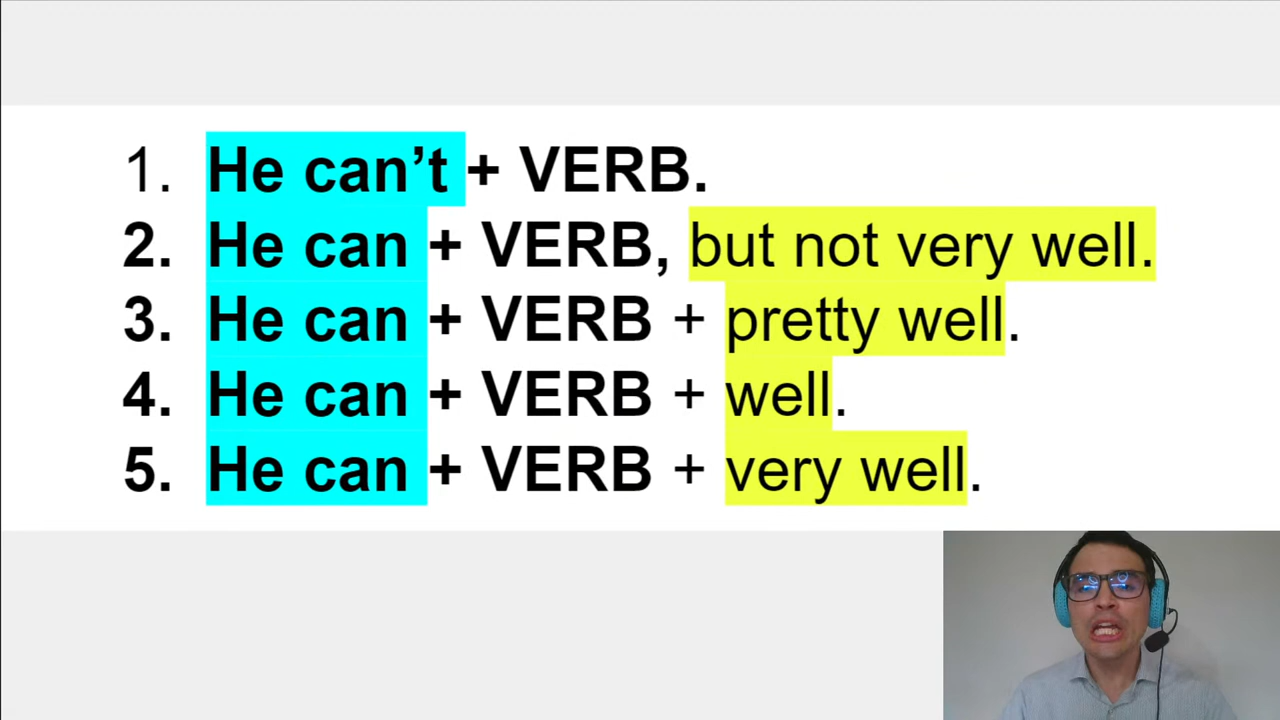 1. He can’t + VERB.
2. He can + VERB, but not very well.
3. He can + VERB + pretty well.
4. He can + VERB + well.
5. He can + VERB + very well.